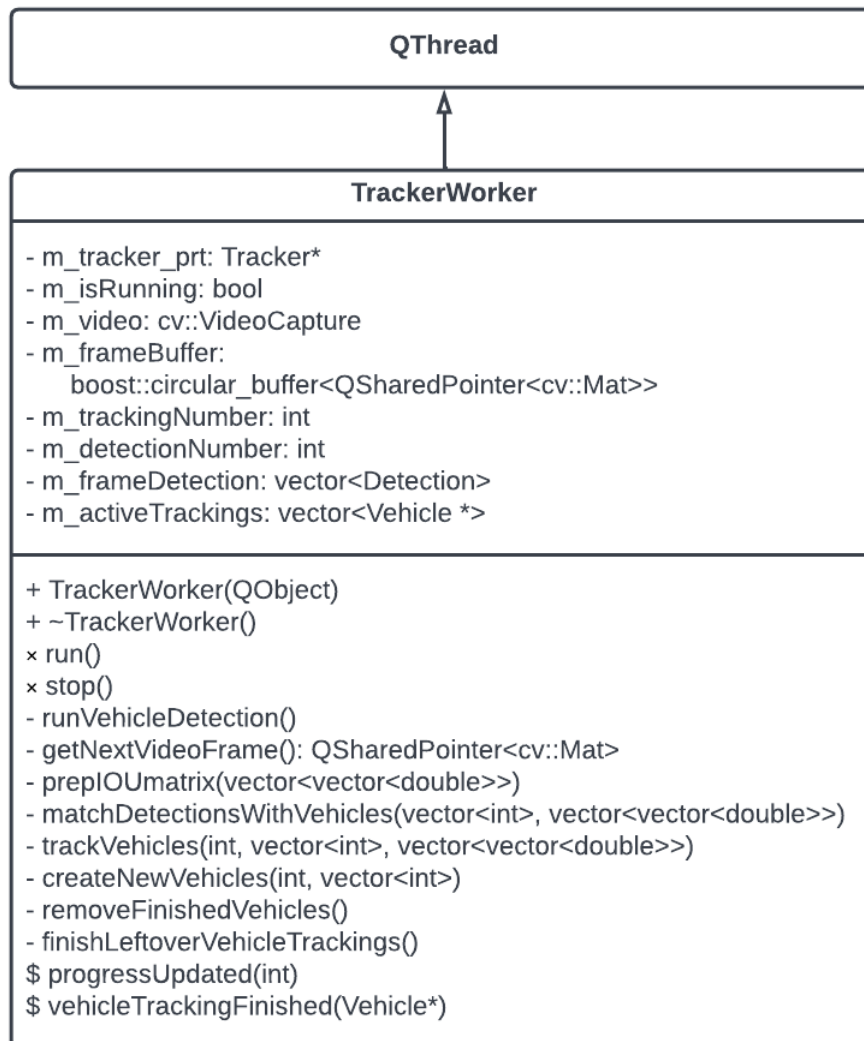 QThread
TrackerWorker
- m_tracker_prt: Tracker*
- m_isRunning: bool
- m_video: cv::VideoCapture
- m_frameBuffer:
boost::circular_buffer<QSharedPointer<cv::Mat>>
- m_trackingNumber: int
- m_detectionNumber: int
- m_frameDetection: vector<Detection>
- m_activeTrackings: vector<Vehicle *>
+ TrackerWorker(QObject)
+ ~TrackerWorker()
× run()
× stop()
- runVehicleDetection()
- getNextVideoFrame(): QSharedPointer<cv::Mat>
- prepIOUmatrix(vector<vector<double>>)
- matchDetectionsWithVehicles(vector<int>, vector<vector<double>>)
- trackVehicles(int, vector<int>, vector<vector<double>>)
- createNewVehicles(int, vector<int>)
- removeFinishedVehicles()
- finishLeftoverVehicleTrackings()
$ progressUpdated(int)
$ vehicleTrackingFinished(Vehicle*)